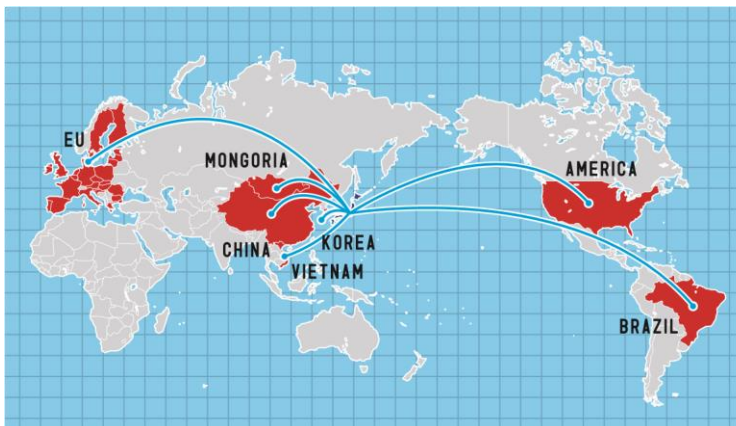 EU
MONGORIA
AMERICA
KOREA
CHINA
VIETNAM
BRAZIL